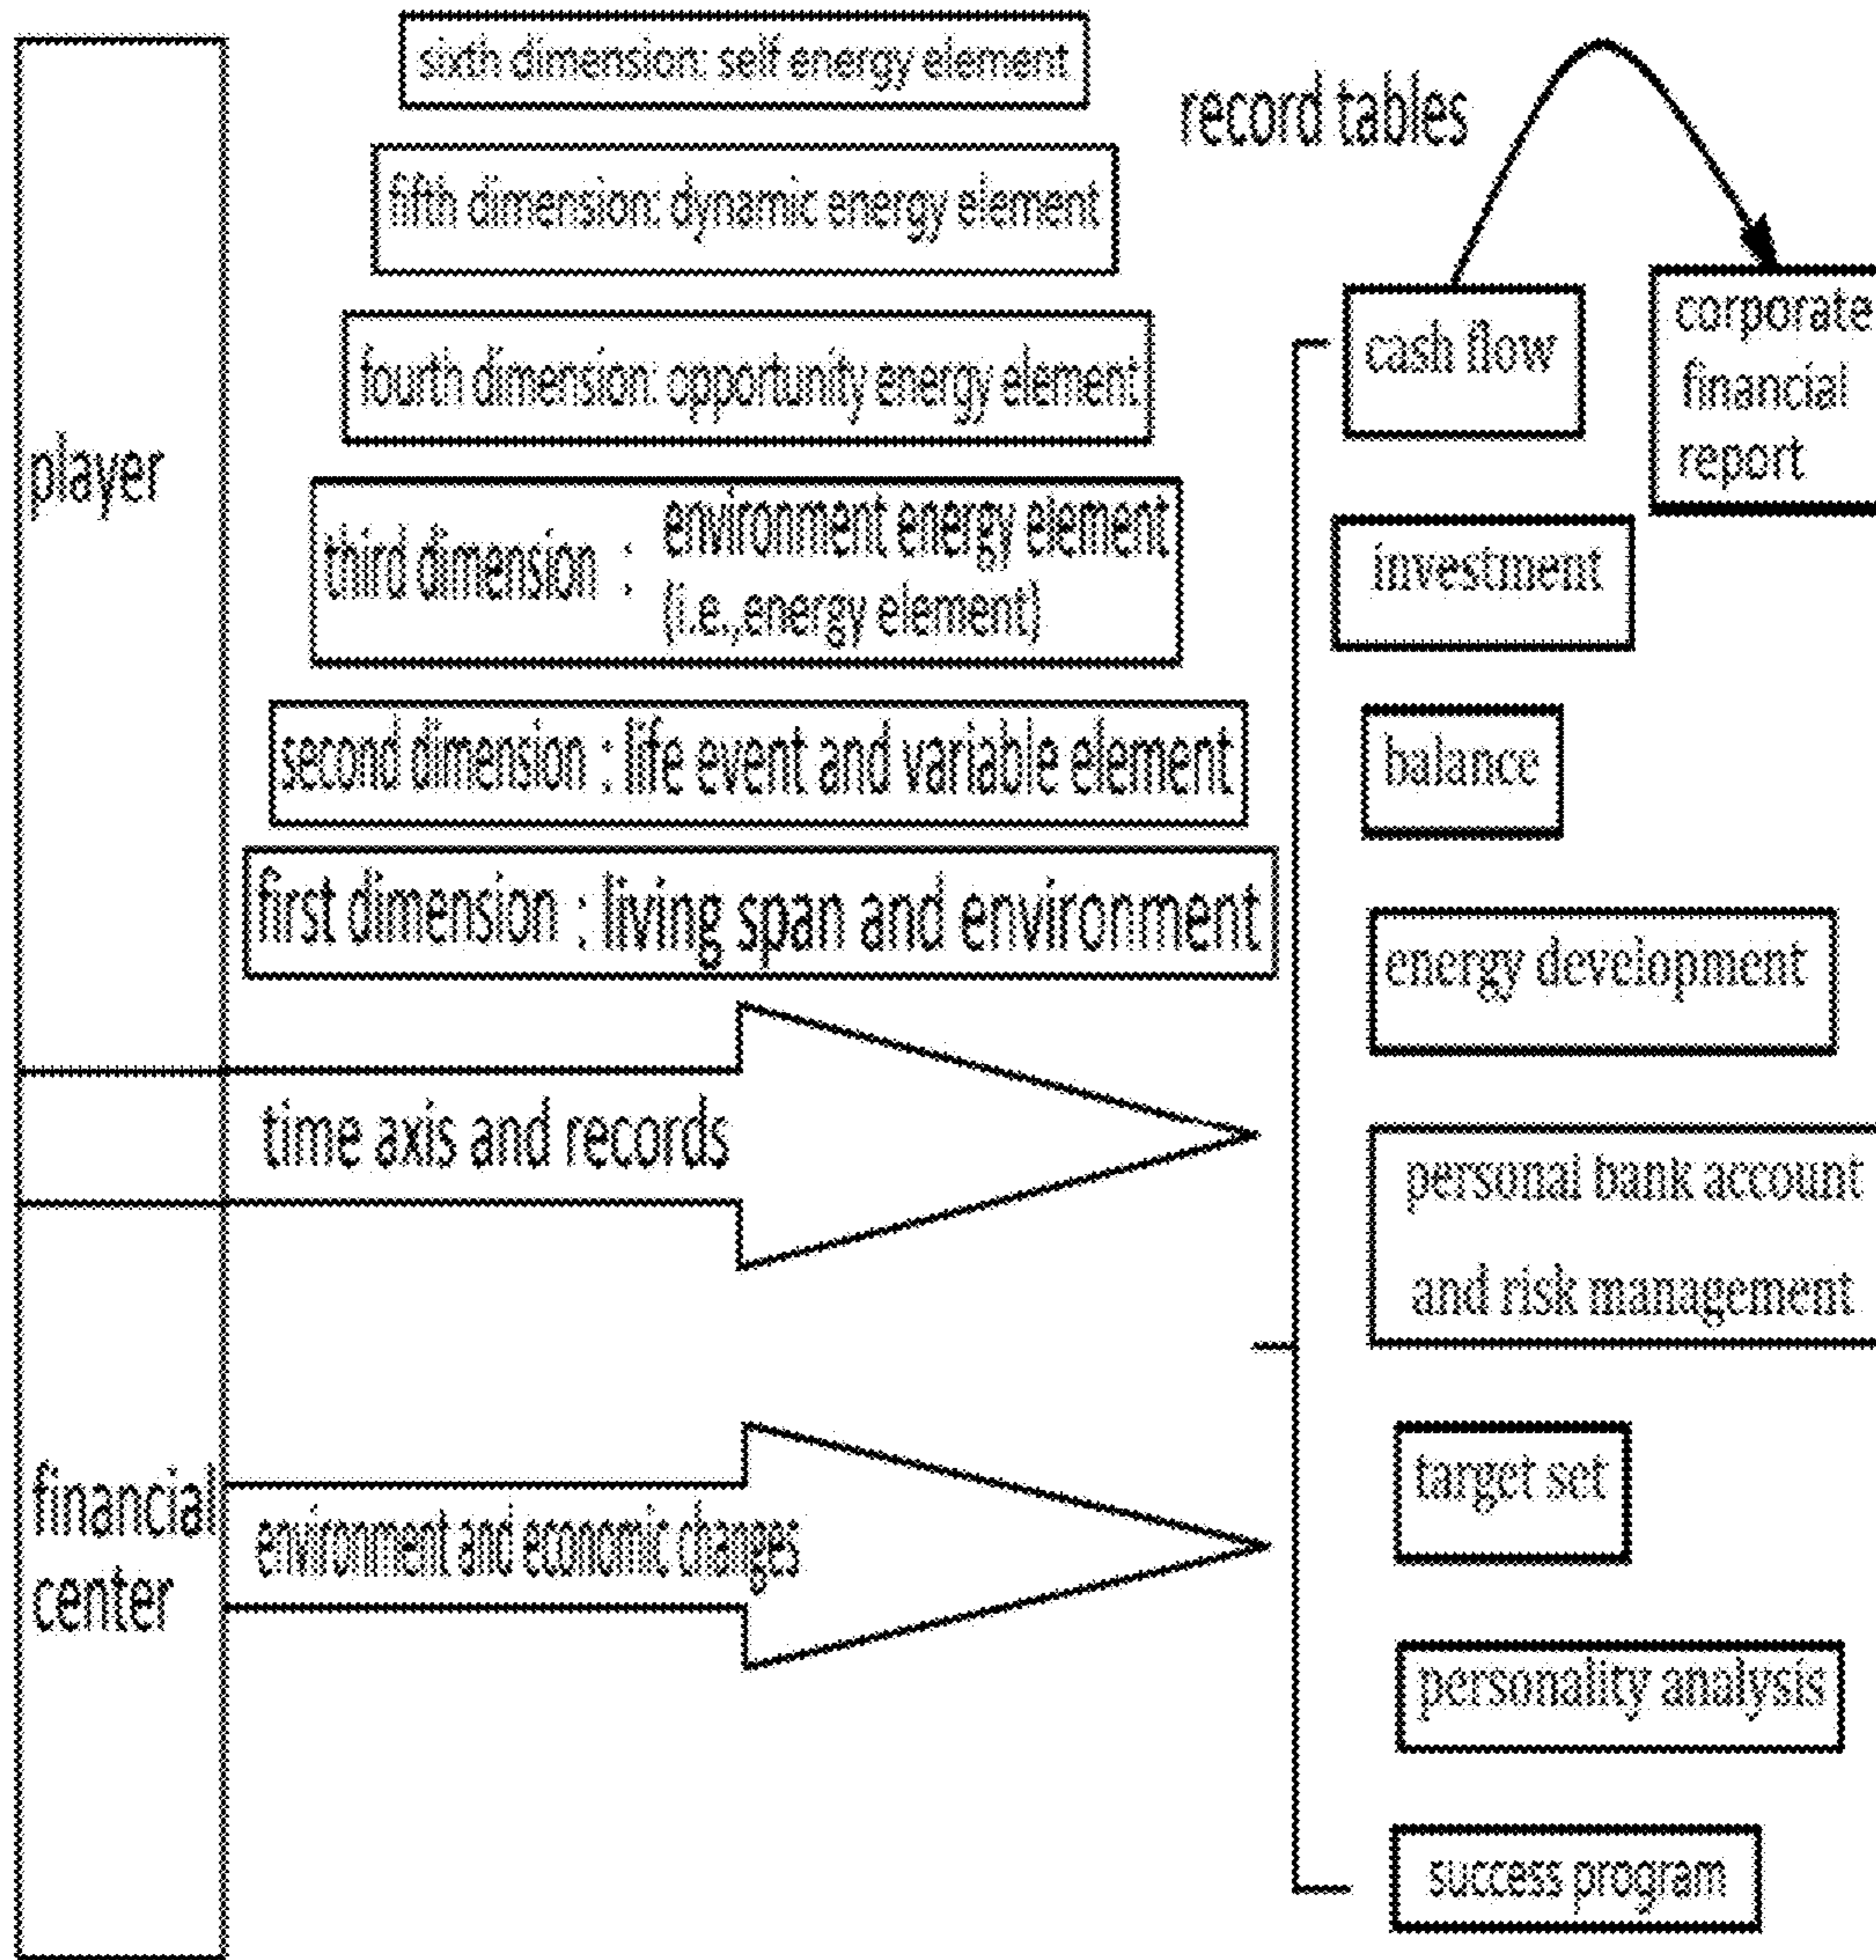 player
sixth dimension: self energy element
fifth dimension: dynamic energy element
fourth dimension: opportunity energy element
third dimension :
environment energy element
(i.e.,energy element)
second dimension : life event and variable element
first dimension : living span and environment
time axis and records
financial
center
environment and economic changes
record tables
cash flow
corporate
financial
report
investment
balance
energy development
personal bank account
and risk management
target set
personality analysis
success program